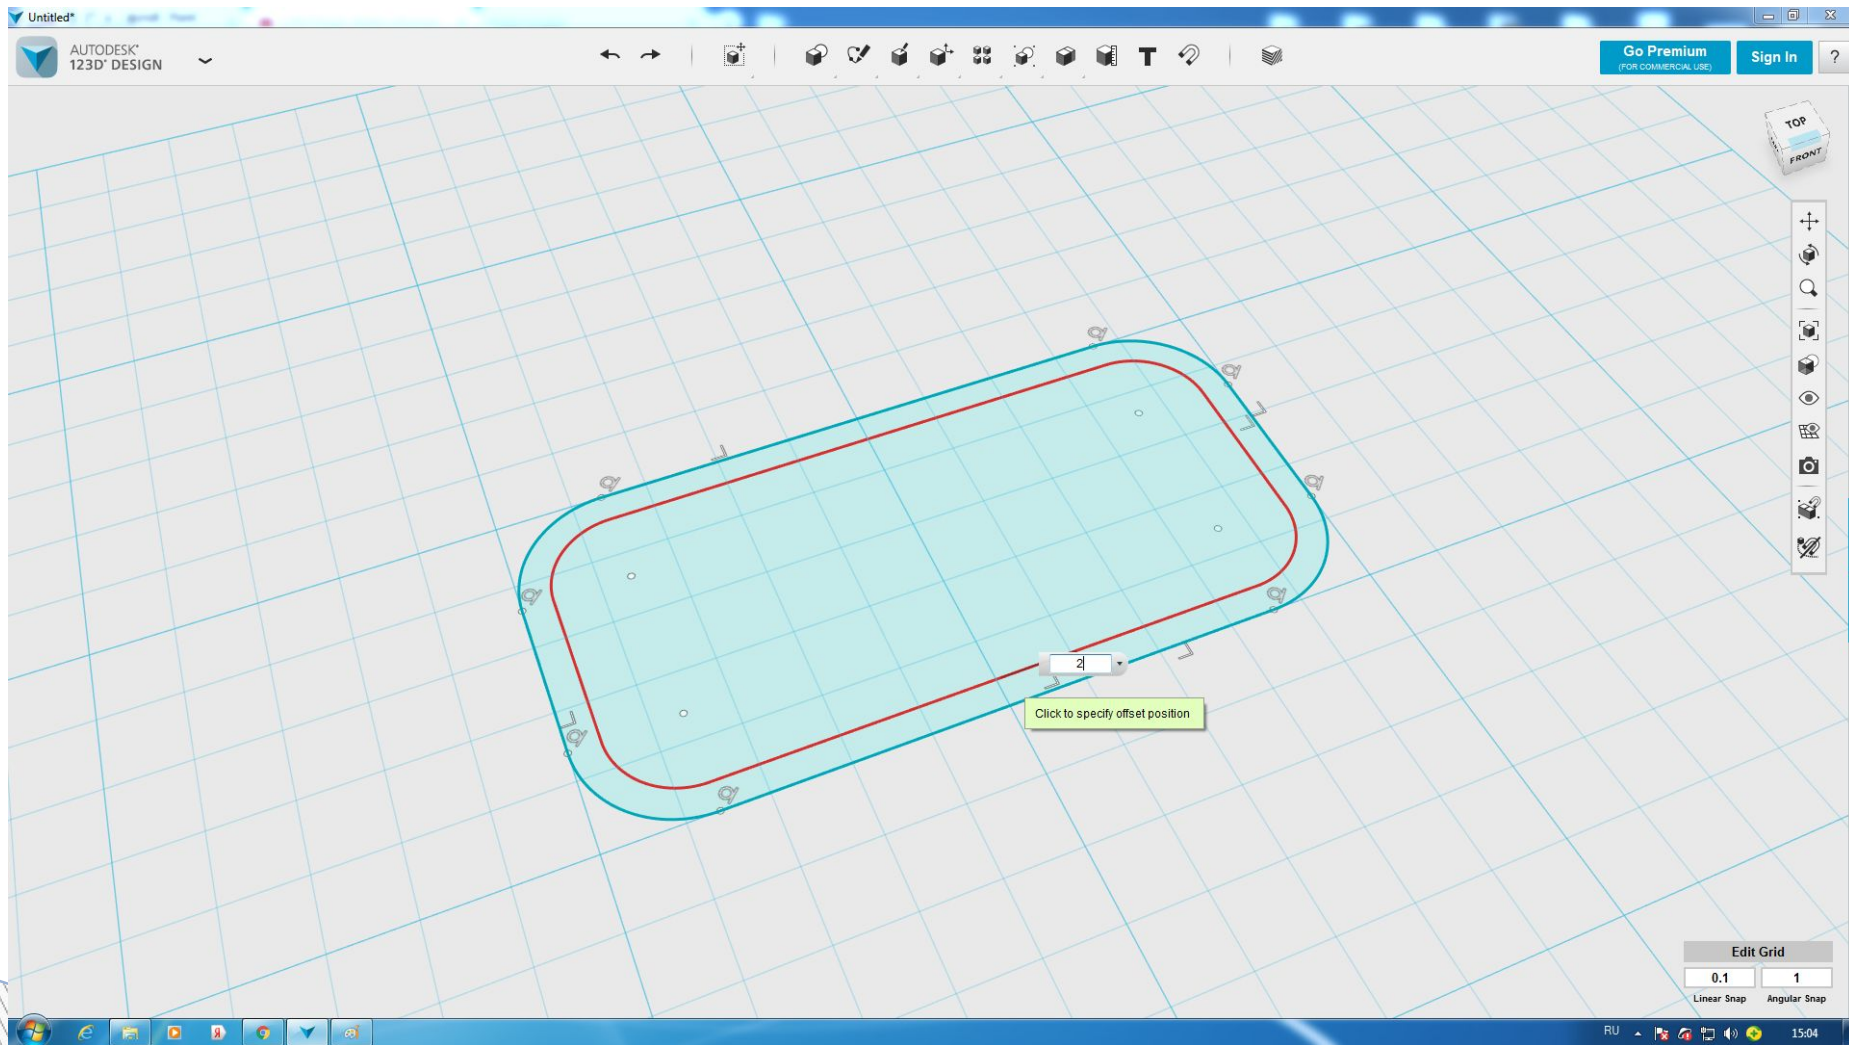 Untitled*
AUTODESK®
123D® DESIGN
Go Premium
(FOR COMMERCIAL USE)
Sign In
?
TOP
FRONT
2
Click to specify offset position
Edit Grid
0.1
1
Linear Snap
Angular Snap
RU
15:04